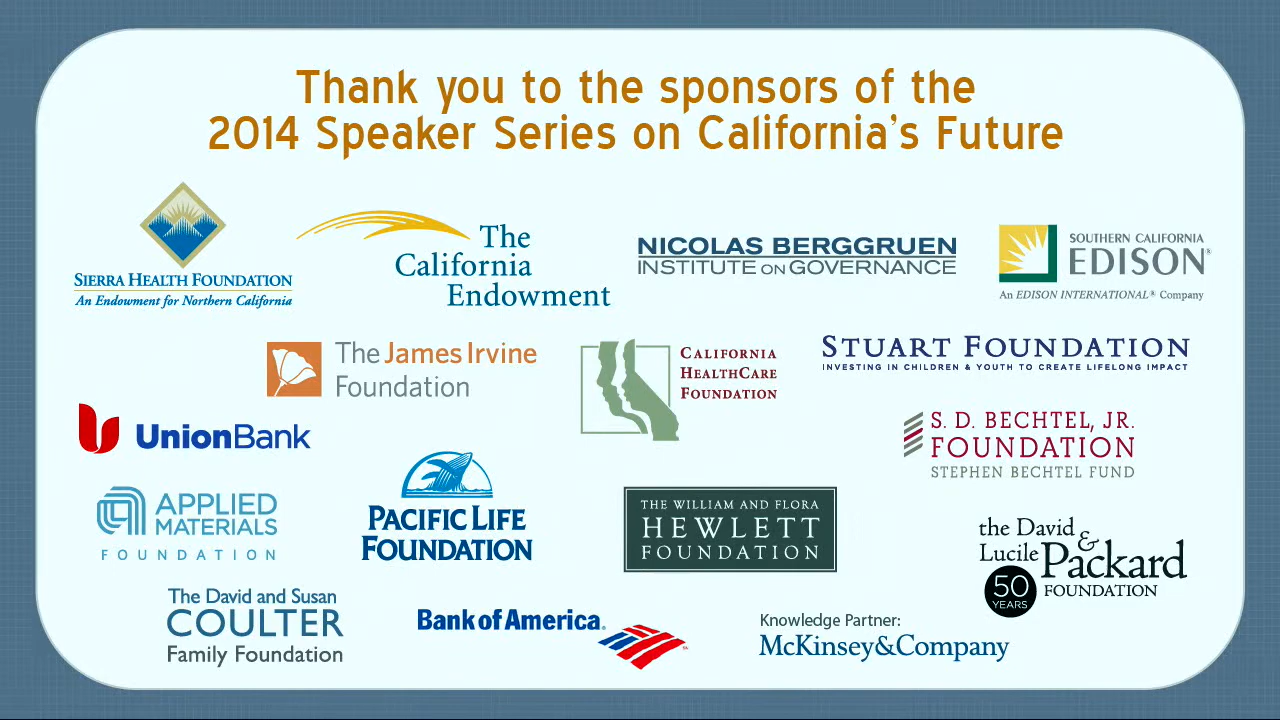 Thank you to the sponsors of the
2014 Speaker Series on California's Future
SIERRA HEALTH FOUNDATION
An Endowment for Northern California
The
California
Endowment
NICOLAS BERGGRUEN
INSTITUTE ON GOVERNANCE
SOUTHERN CALIFORNIA
EDISON®
An EDISON INTERNATIONAL® Company
The James Irvine
Foundation
CALIFORNIA
HEALTHCARE
FOUNDATION
STUART FOUNDATION
INVESTING IN CHILDREN & YOUTH TO CREATE LIFELONG IMPACT
UnionBank
S. D. BECHTEL, JR.
FOUNDATION
STEPHEN BECHTEL FUND
APPLIED
MATERIALS
FOUNDATION
PACIFIC LIFE
FOUNDATION
THE WILLIAM AND FLORA
HEWLETT
FOUNDATION
the David &
Lucile Packard
FOUNDATION
50
YEARS
The David and Susan
COULTER
Family Foundation
Bank of America
Knowledge Partner:
McKinsey&Company